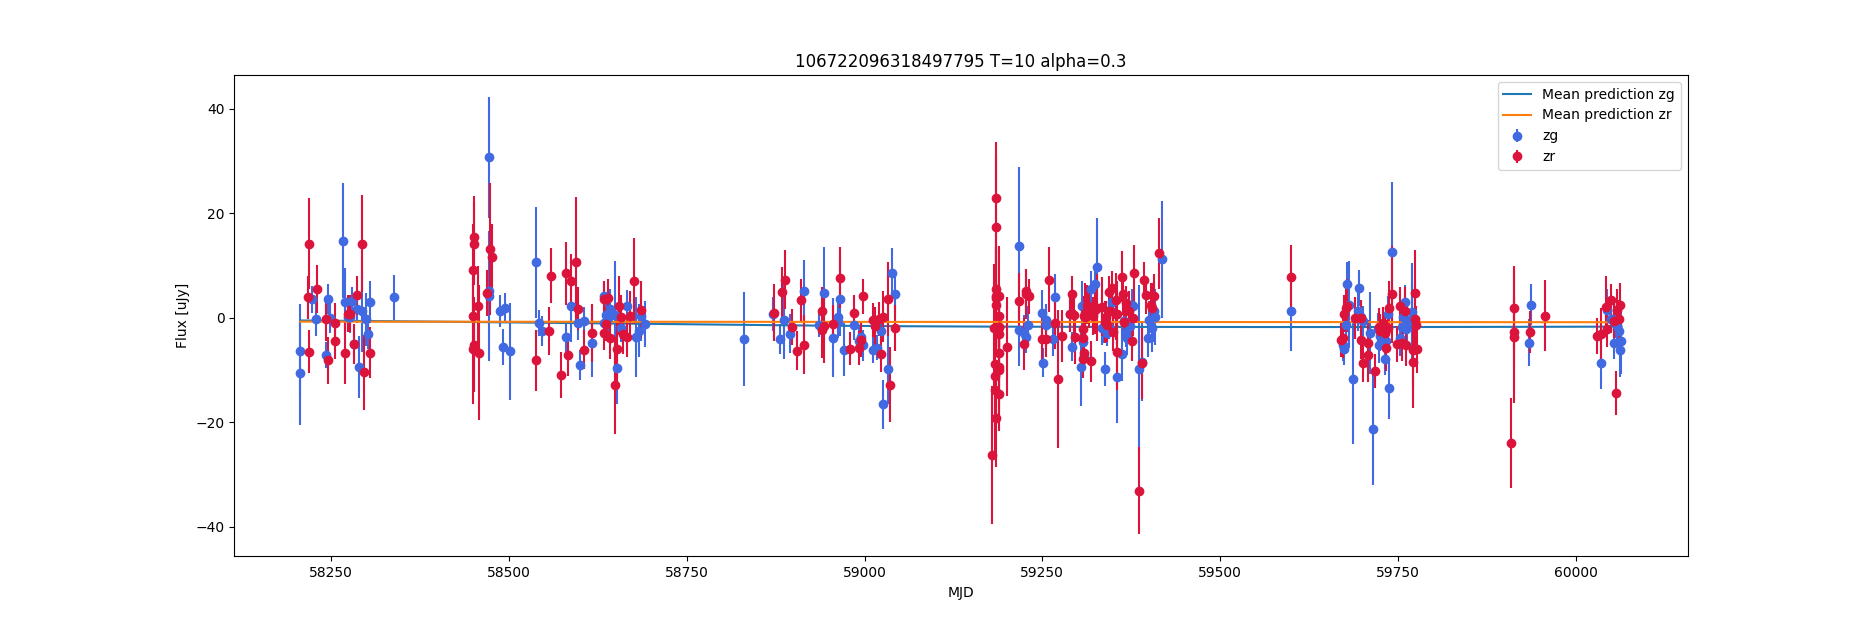 106722096318497795 T=10 alpha=0.3
Mean prediction zg
Mean prediction zr
zg
zr
Flux [uJy]
40
20
0
−20
−40
58250 58500 58750 59000 59250 59500 59750 60000
MJD